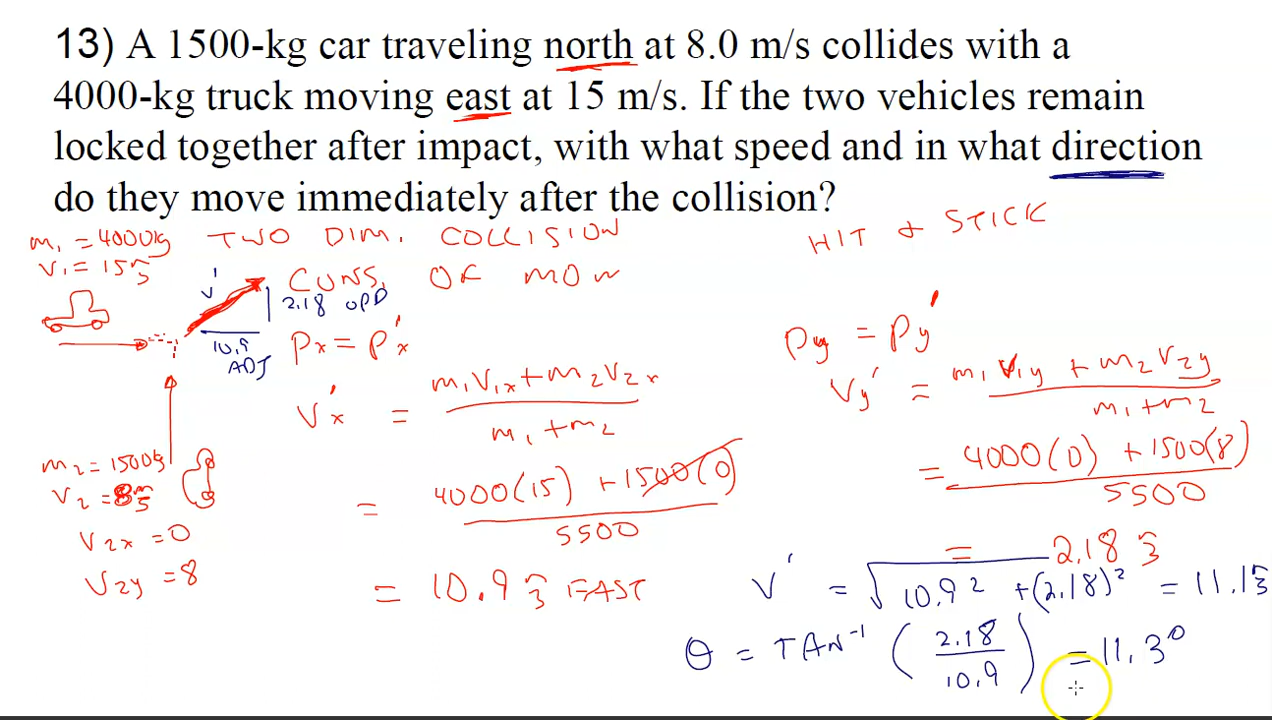 13) A 1500-kg car traveling north at 8.0 m/s collides with a
4000-kg truck moving east at 15 m/s. If the two vehicles remain
locked together after impact, with what speed and in what direction
do they move immediately after the collision?
m₁ = 4000kg TWO DIM. COLLISION
HIT & STICK
V₁ = 15 m/s
V' CONS. OF MOM
2.18 OPP
10.9 ADJ
Px = P'x
Vx' = m₁V₁x + m₂V₂x / m₁ + m₂
= 4000(15) + 1500(0) / 5500
= 10.9 m/s EAST
m₂ = 1500kg
V₂ = 8 m/s
V₂x = 0
V₂y = 8
Py = Py'
Vy' = m₁V₁y + m₂V₂y / m₁ + m₂
= 4000(0) + 1500(8) / 5500
= 2.18 m/s
V' = √10.9² + (2.18)² = 11.1 m/s
θ = TAN⁻¹ (2.18 / 10.9) = 11.3°